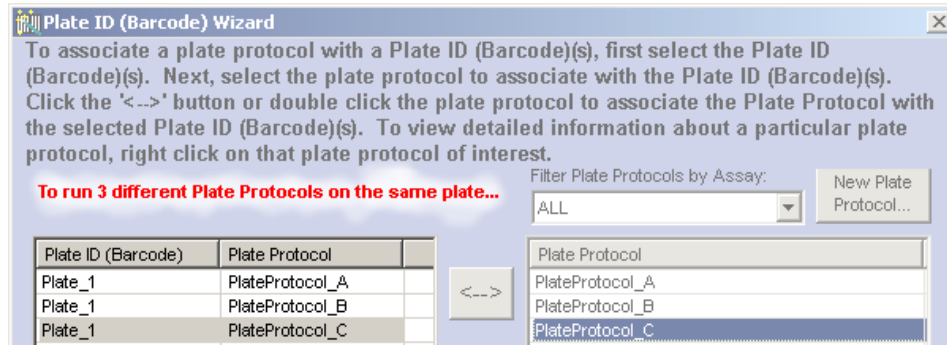 Plate ID (Barcode) Wizard
To associate a plate protocol with a Plate ID (Barcode)(s), first select the Plate ID
(Barcode)(s). Next, select the plate protocol to associate with the Plate ID (Barcode)(s).
Click the '<-->' button or double click the plate protocol to associate the Plate Protocol with
the selected Plate ID (Barcode)(s). To view detailed information about a particular plate
protocol, right click on that plate protocol of interest.
To run 3 different Plate Protocols on the same plate...
Filter Plate Protocols by Assay:
ALL
New Plate
Protocol...
Plate ID (Barcode) Plate Protocol
Plate_1 PlateProtocol_A
Plate_1 PlateProtocol_B
Plate_1 PlateProtocol_C
<-->
Plate Protocol
PlateProtocol_A
PlateProtocol_B
PlateProtocol_C